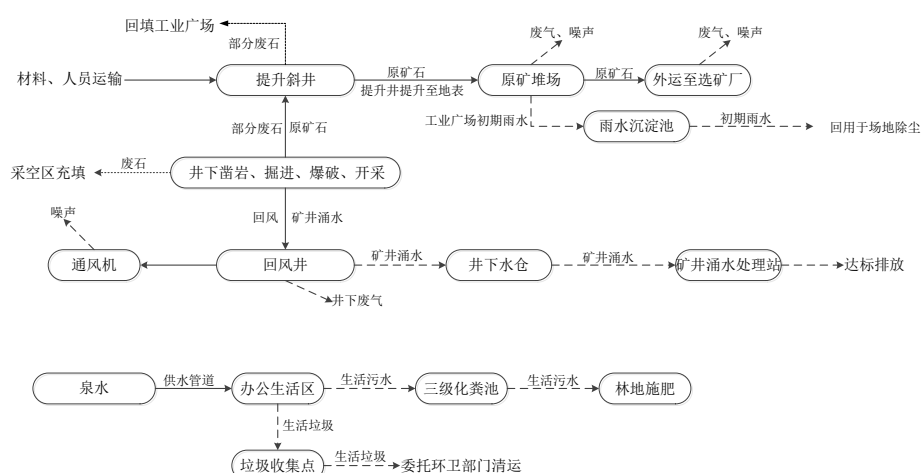 回填工业广场
部分废石
废气、噪声
废气、噪声
材料、人员运输
提升斜井
原矿石
提升井提升至地表
原矿堆场
原矿石
外运至选矿厂
工业广场初期雨水
雨水沉淀池
初期雨水
回用于场地除尘
部分废石
原矿石
采空区充填
废石
井下凿岩、掘进、爆破、开采
回风
矿井涌水
噪声
通风机
回风井
矿井涌水
井下水仓
矿井涌水
矿井涌水处理站
达标排放
井下废气
泉水
供水管道
办公生活区
生活污水
三级化粪池
生活污水
林地施肥
生活垃圾
垃圾收集点
生活垃圾
委托环卫部门清运